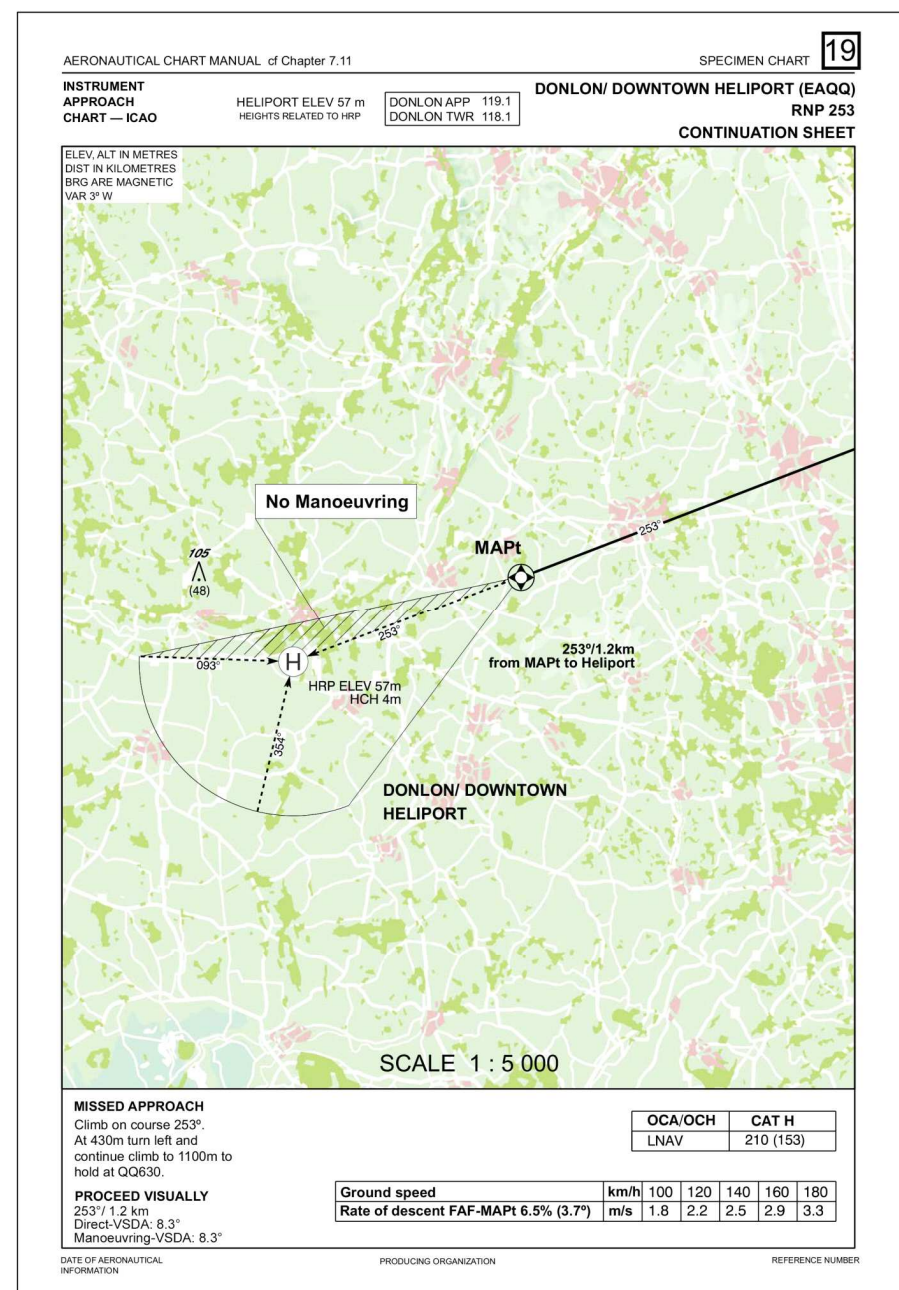 AERONAUTICAL CHART MANUAL cf Chapter 7.11
SPECIMEN CHART 19
INSTRUMENT
APPROACH
CHART — ICAO
HELIPORT ELEV 57 m
HEIGHTS RELATED TO HRP
DONLON APP 119.1
DONLON TWR 118.1
DONLON/ DOWNTOWN HELIPORT (EAQQ)
RNP 253
CONTINUATION SHEET
ELEV, ALT IN METRES
DIST IN KILOMETRES
BRG ARE MAGNETIC
VAR 3º W
No Manoeuvring
253°
MAPt
105
(48)
253°
253º/1.2km
from MAPt to Heliport
093°
H
HRP ELEV 57m
HCH 4m
354°
DONLON/ DOWNTOWN
HELIPORT
SCALE 1 : 5 000
MISSED APPROACH
Climb on course 253º.
At 430m turn left and
continue climb to 1100m to
hold at QQ630.
PROCEED VISUALLY
253°/ 1.2 km
Direct-VSDA: 8.3°
Manoeuvring-VSDA: 8.3°
OCA/OCH CAT H
LNAV 210 (153)
Ground speed km/h 100 120 140 160 180
Rate of descent FAF-MAPt 6.5% (3.7º) m/s 1.8 2.2 2.5 2.9 3.3
DATE OF AERONAUTICAL
INFORMATION
PRODUCING ORGANIZATION
REFERENCE NUMBER